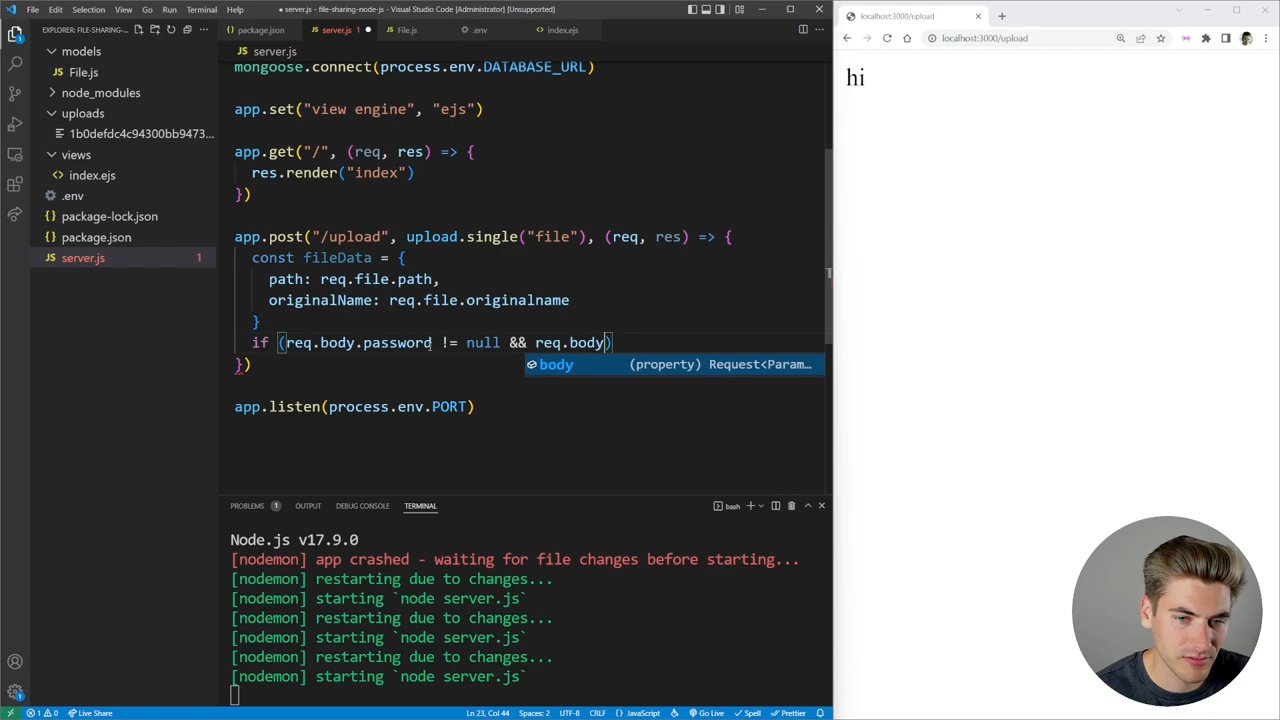 File Edit Selection View Go Run Terminal Help
● server.js - file-sharing-node-js - Visual Studio Code [Administrator] [Unsupported]
localhost:3000/upload
EXPLORER: FILE-SHARING-...
package.json
server.js 1
File.js
.env
index.ejs
localhost:3000/upload
models
File.js
node_modules
uploads
1b0defdc4c94300bb9473...
views
index.ejs
.env
package-lock.json
package.json
server.js 1
server.js
mongoose.connect(process.env.DATABASE_URL)
app.set("view engine", "ejs")
app.get("/", (req, res) => {
res.render("index")
})
app.post("/upload", upload.single("file"), (req, res) => {
const fileData = {
path: req.file.path,
originalName: req.file.originalname
}
if (req.body.password != null && req.body)
body (property) Request<Param...
})
app.listen(process.env.PORT)
hi
PROBLEMS 1 OUTPUT DEBUG CONSOLE TERMINAL
bash
Node.js v17.9.0
[nodemon] app crashed - waiting for file changes before starting...
[nodemon] restarting due to changes...
[nodemon] starting `node server.js`
[nodemon] restarting due to changes...
[nodemon] starting `node server.js`
[nodemon] restarting due to changes...
[nodemon] starting `node server.js`
1 0 Live Share
Ln 23, Col 44 Spaces: 2 UTF-8 CRLF JavaScript Go Live Spell Prettier